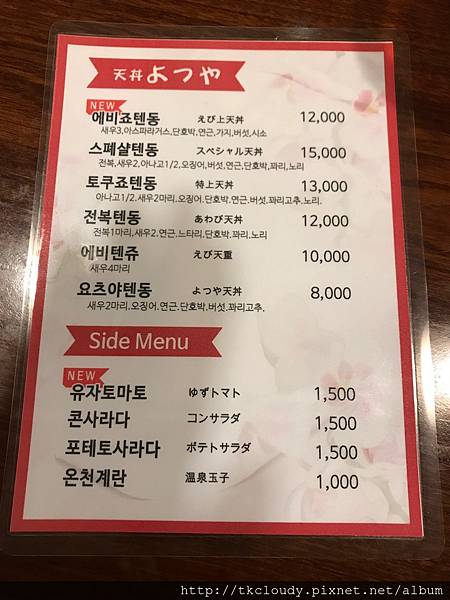 天丼 よつや
NEW
에비죠텐동 えび上天丼 12,000
새우3,아스파라거스,단호박,연근,가지,버섯,시소
스페샬텐동 スペシャル天丼 15,000
전복,새우2,아나고1/2,오징어,버섯,연근,단호박,꽈리,노리
토쿠죠텐동 特上天丼 13,000
아나고1/2.새우2마리.오징어,단호박,연근,버섯.꽈리고추.노리.
전복텐동 あわび天丼 12,000
전복1마리,새우2.연근.느타리,단호박.꽈리.노리
에비텐쥬 えび天重 10,000
새우4마리
요츠야텐동 よつや天丼 8,000
새우2마리.오징어.연근.단호박.버섯.꽈리고추.
Side Menu
NEW
유자토마토 ゆずトマト 1,500
콘사라다 コンサラダ 1,500
포테토사라다 ポテトサラダ 1,500
온천계란 温泉玉子 1,000
http://tkcloudy.pixnet.net/album